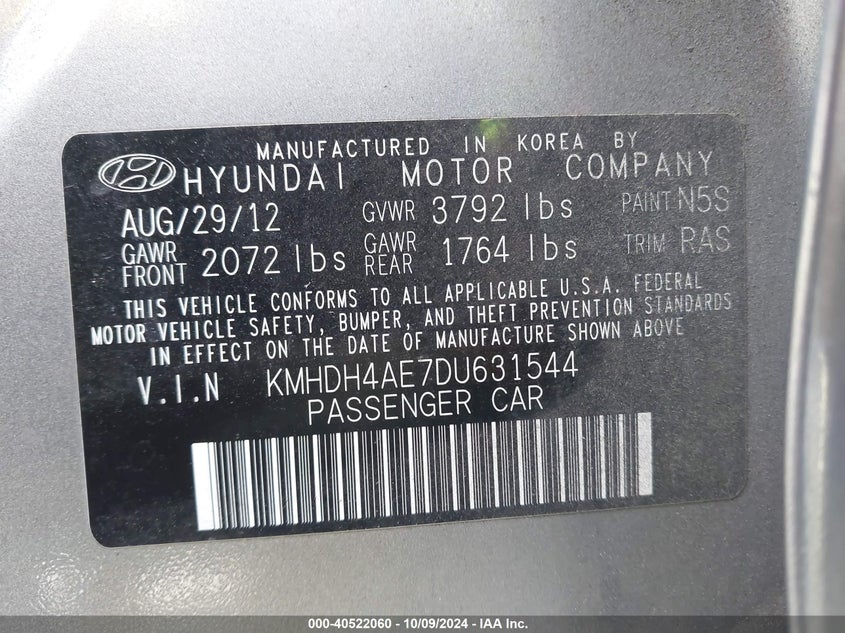 MANUFACTURED IN KOREA BY
HYUNDAI MOTOR COMPANY
AUG/29/12 GVWR 3792 lbs PAINT N5S
GAWR FRONT 2072 lbs GAWR REAR 1764 lbs TRIM RAS
THIS VEHICLE CONFORMS TO ALL APPLICABLE U.S.A. FEDERAL
MOTOR VEHICLE SAFETY, BUMPER, AND THEFT PREVENTION STANDARDS
IN EFFECT ON THE DATE OF MANUFACTURE SHOWN ABOVE
V.I.N KMHDH4AE7DU631544
PASSENGER CAR
000-40522060 - 10/09/2024 - IAA Inc.